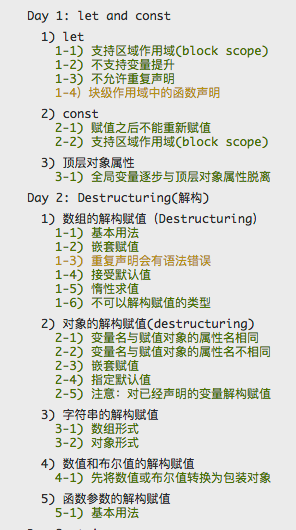 Day 1: let and const
1) let
1-1) 支持区域作用域(block scope)
1-2) 不支持变量提升
1-3) 不允许重复声明
1-4) 块级作用域中的函数声明
2) const
2-1) 赋值之后不能重新赋值
2-2) 支持区域作用域(block scope)
3) 顶层对象属性
3-1) 全局变量逐步与顶层对象属性脱离
Day 2: Destructuring(解构)
1) 数组的解构赋值 (Destructuring)
1-1) 基本用法
1-2) 嵌套赋值
1-3) 重复声明会有语法错误
1-4) 接受默认值
1-5) 惰性求值
1-6) 不可以解构赋值的类型
2) 对象的解构赋值(destructuring)
2-1) 变量名与赋值对象的属性名相同
2-2) 变量名与赋值对象的属性名不相同
2-3) 嵌套赋值
2-4) 指定默认值
2-5) 注意: 对已经声明的变量解构赋值
3) 字符串的解构赋值
3-1) 数组形式
3-2) 对象形式
4) 数值和布尔值的解构赋值
4-1) 先将数值或布尔值转换为包装对象
5) 函数参数的解构赋值
5-1) 基本用法